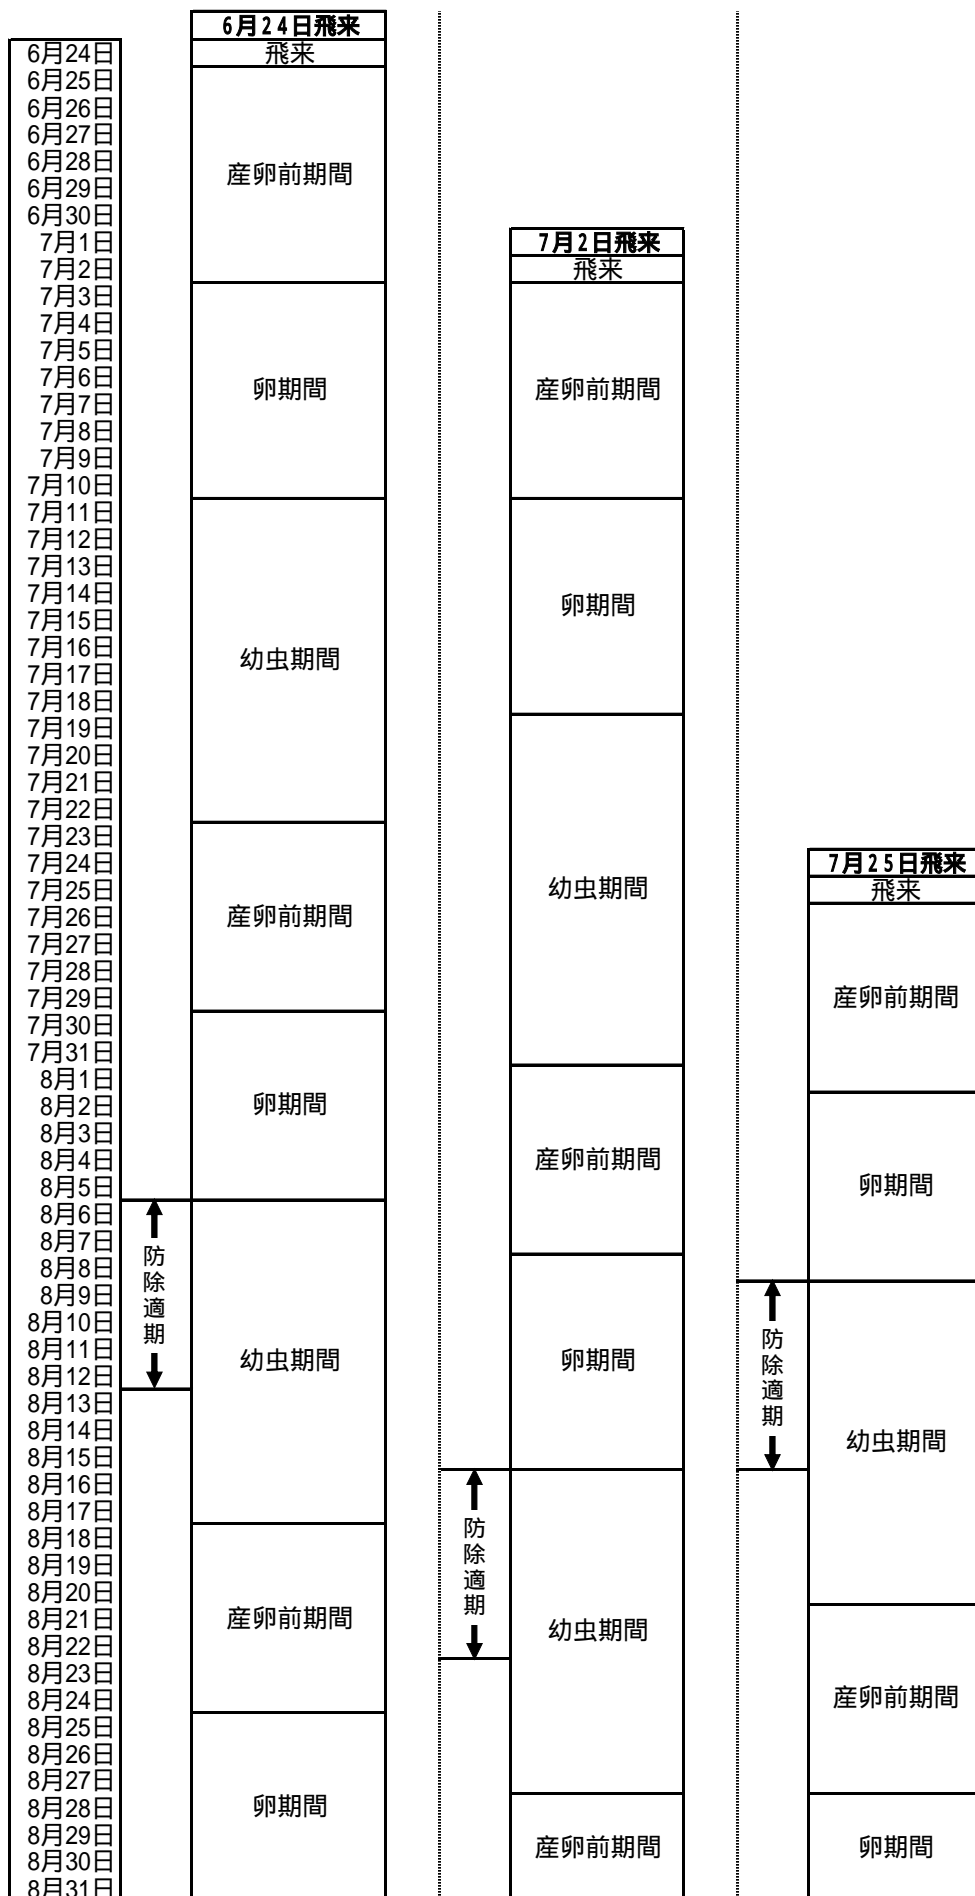 6月24日飛来
6月24日 飛来
6月25日
6月26日
6月27日
6月28日 産卵前期間
6月29日
6月30日
7月1日 7月2日飛来
7月2日 飛来
7月3日
7月4日
7月5日
7月6日 卵期間 産卵前期間
7月7日
7月8日
7月9日
7月10日
7月11日
7月12日
7月13日
7月14日 卵期間
7月15日
7月16日 幼虫期間
7月17日
7月18日
7月19日
7月20日
7月21日
7月22日
7月23日
7月24日 7月25日飛来
7月25日 幼虫期間 飛来
7月26日 産卵前期間
7月27日
7月28日
7月29日 産卵前期間
7月30日
7月31日
8月1日
8月2日 卵期間
8月3日
8月4日 産卵前期間
8月5日 卵期間
8月6日
8月7日
8月8日
8月9日
8月10日
8月11日 防除適期 幼虫期間 卵期間
8月12日 防除適期
8月13日
8月14日 幼虫期間
8月15日
8月16日
8月17日
8月18日
8月19日 防除適期
8月20日
8月21日 産卵前期間 幼虫期間
8月22日
8月23日
8月24日 産卵前期間
8月25日
8月26日
8月27日
8月28日 卵期間
8月29日 産卵前期間 卵期間
8月30日
8月31日